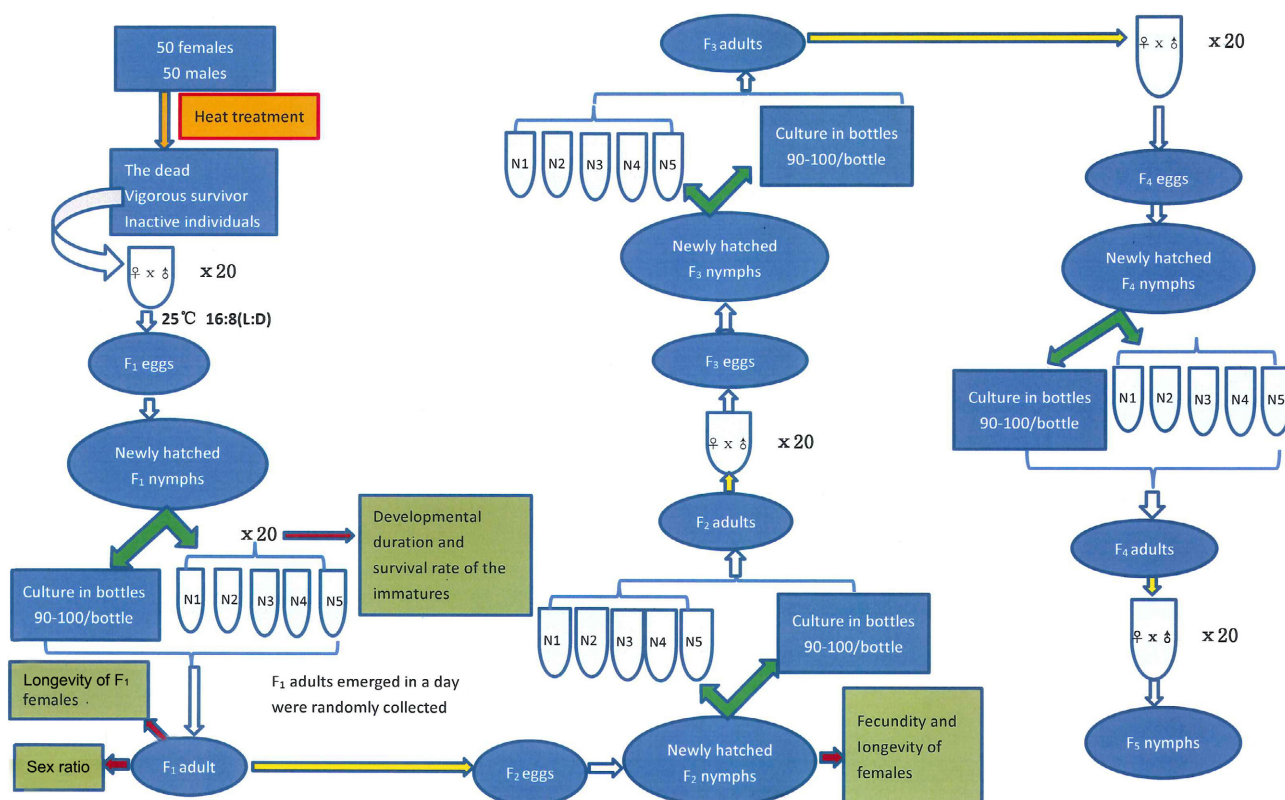 50 females
50 males
Heat treatment
The dead
Vigorous survivor
Inactive individuals
♀ x ♂
x 20
25℃ 16:8(L:D)
F₁ eggs
Newly hatched
F₁ nymphs
x 20
Developmental
duration and
survival rate of the
immatures
Culture in bottles
90-100/bottle
N1
N2
N3
N4
N5
Longevity of F₁
females
F₁ adults emerged in a day
were randomly collected
Sex ratio
F₁ adult
F₂ eggs
Newly hatched
F₂ nymphs
Fecundity and
longevity of
females
N1
N2
N3
N4
N5
Culture in bottles
90-100/bottle
F₂ adults
♀ x ♂
x 20
F₃ eggs
Newly hatched
F₃ nymphs
N1
N2
N3
N4
N5
Culture in bottles
90-100/bottle
F₃ adults
♀ x ♂
x 20
F₄ eggs
Newly hatched
F₄ nymphs
Culture in bottles
90-100/bottle
N1
N2
N3
N4
N5
F₄ adults
♀ x ♂
x 20
F₅ nymphs